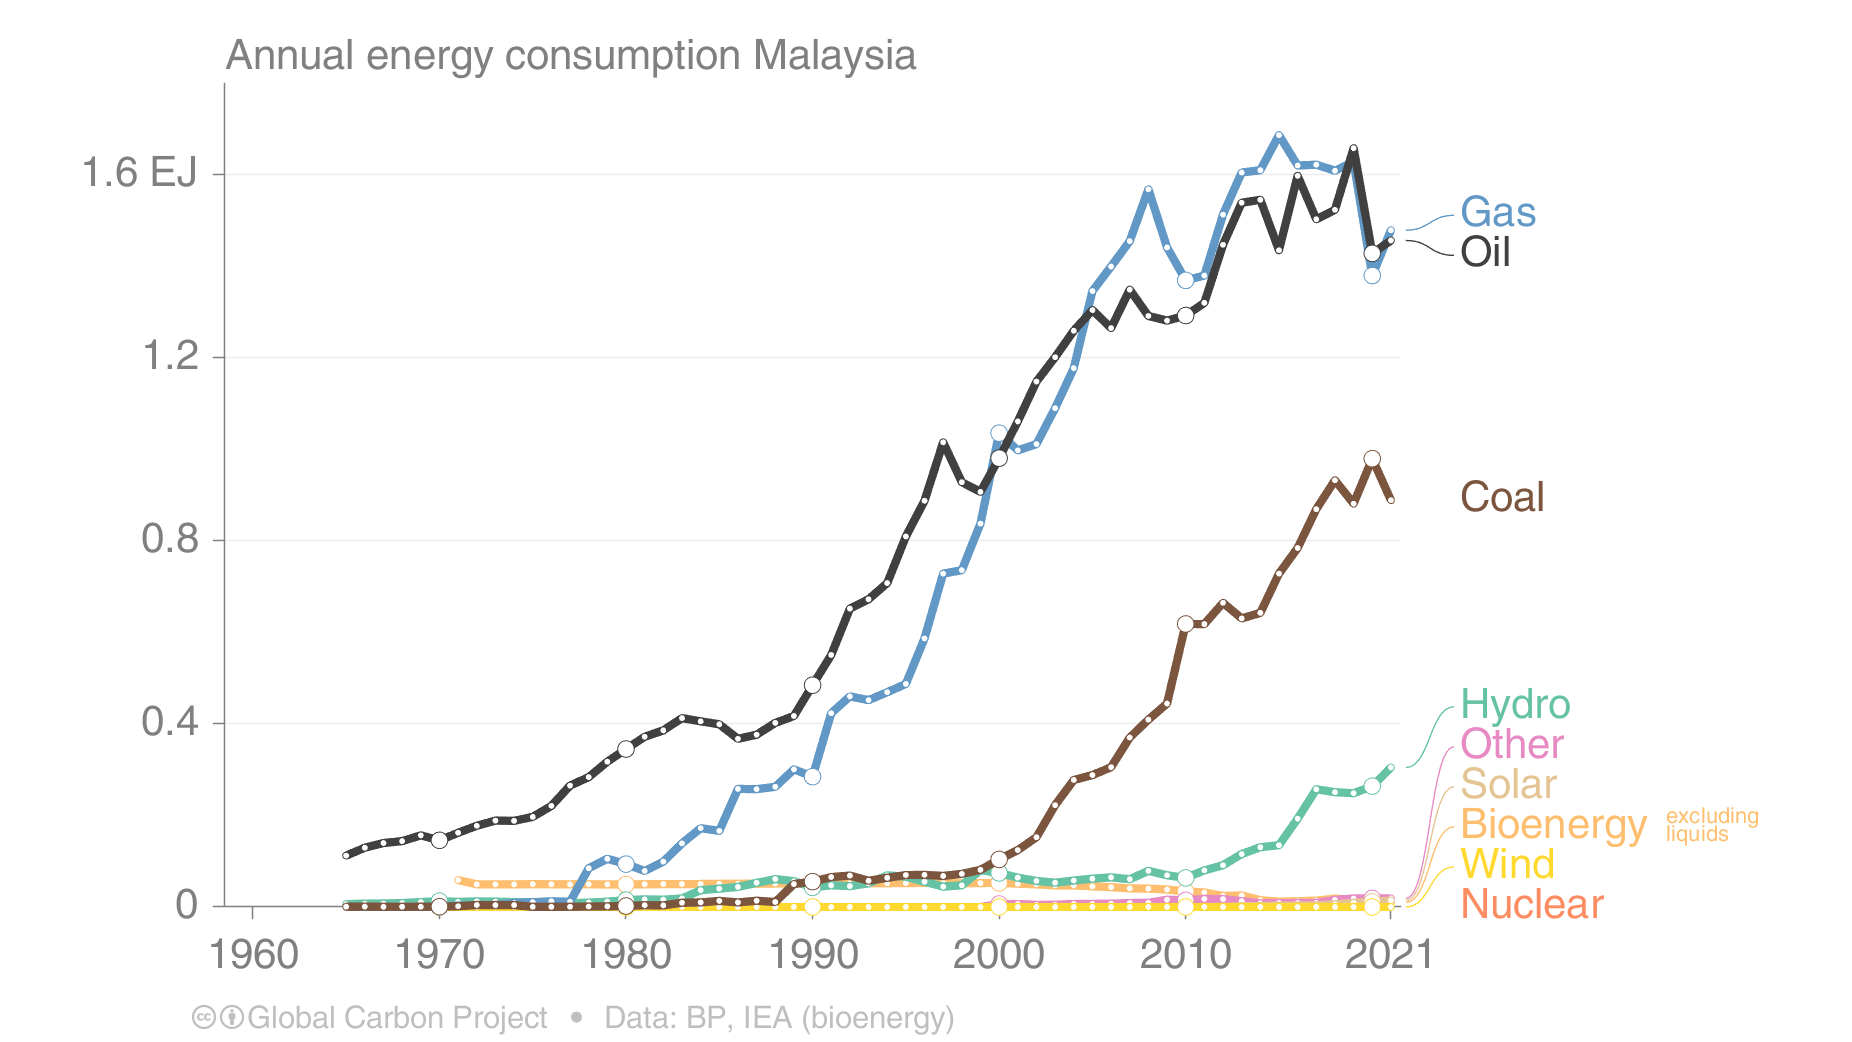 Annual energy consumption Malaysia
1.6 EJ
1.2
0.8
0.4
0
1960 1970 1980 1990 2000 2010 2021
Gas
Oil
Coal
Hydro
Other
Solar
Bioenergy excluding liquids
Wind
Nuclear
cc Global Carbon Project • Data: BP, IEA (bioenergy)